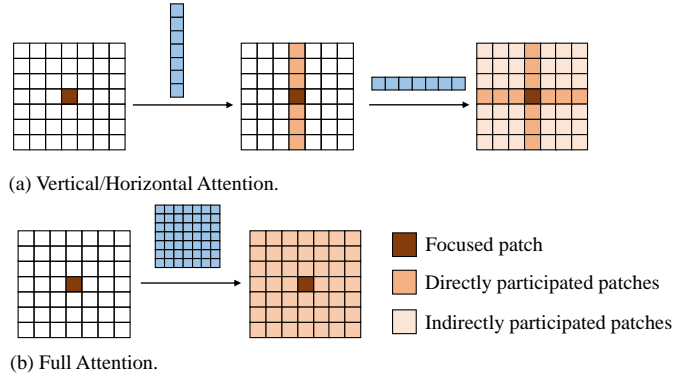 (a) Vertical/Horizontal Attention.
Focused patch
Directly participated patches
Indirectly participated patches
(b) Full Attention.